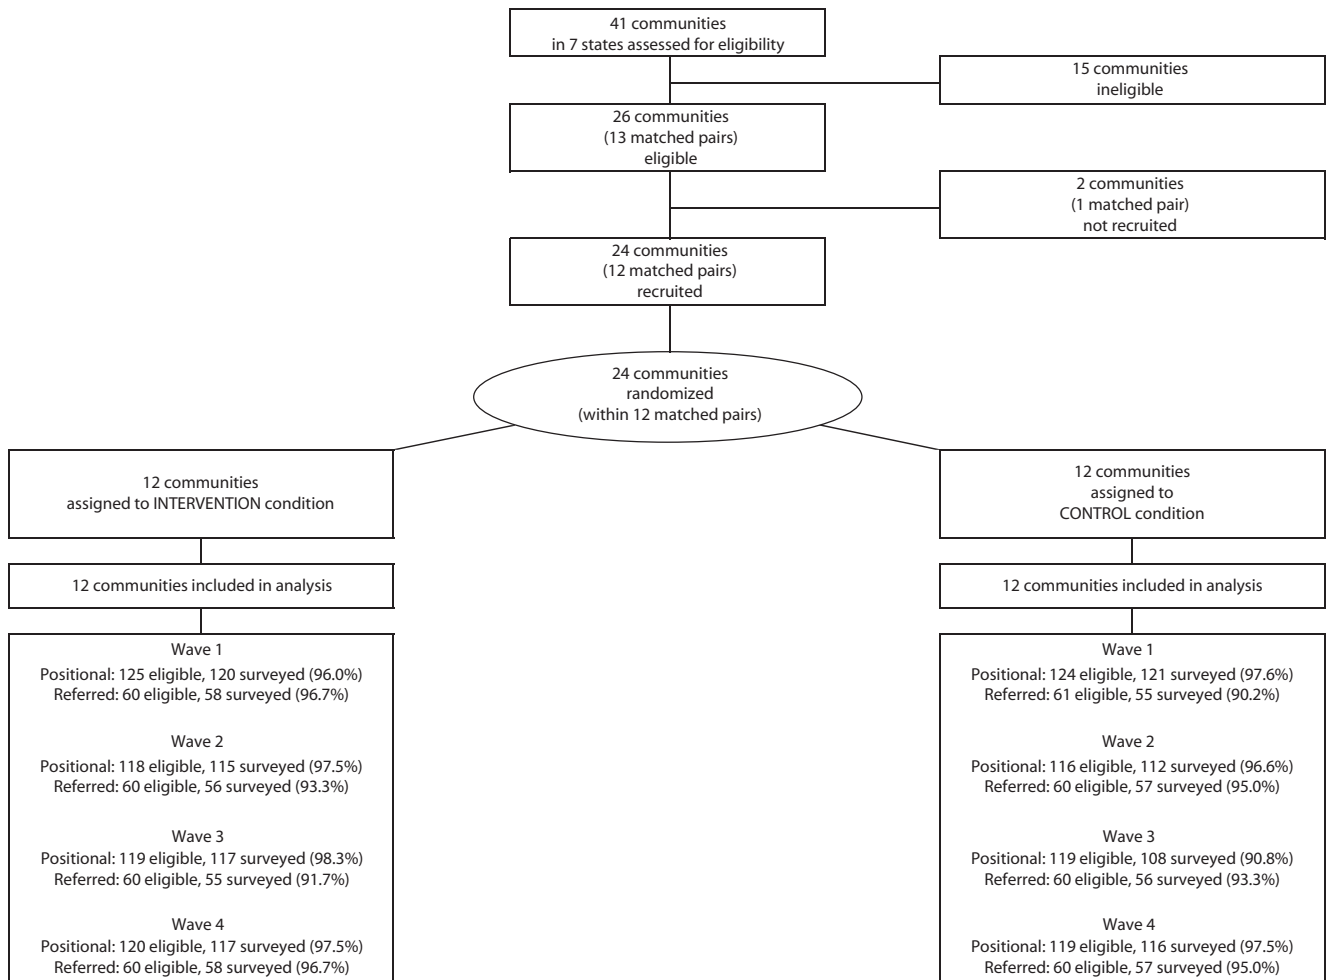 41 communities
in 7 states assessed for eligibility
15 communities
ineligible
26 communities
(13 matched pairs)
eligible
2 communities
(1 matched pair)
not recruited
24 communities
(12 matched pairs)
recruited
24 communities
randomized
(within 12 matched pairs)
12 communities
assigned to INTERVENTION condition
12 communities
assigned to
CONTROL condition
12 communities included in analysis
12 communities included in analysis
Wave 1
Positional: 125 eligible, 120 surveyed (96.0%)
Referred: 60 eligible, 58 surveyed (96.7%)
Wave 2
Positional: 118 eligible, 115 surveyed (97.5%)
Referred: 60 eligible, 56 surveyed (93.3%)
Wave 3
Positional: 119 eligible, 117 surveyed (98.3%)
Referred: 60 eligible, 55 surveyed (91.7%)
Wave 4
Positional: 120 eligible, 117 surveyed (97.5%)
Referred: 60 eligible, 58 surveyed (96.7%)
Wave 1
Positional: 124 eligible, 121 surveyed (97.6%)
Referred: 61 eligible, 55 surveyed (90.2%)
Wave 2
Positional: 116 eligible, 112 surveyed (96.6%)
Referred: 60 eligible, 57 surveyed (95.0%)
Wave 3
Positional: 119 eligible, 108 surveyed (90.8%)
Referred: 60 eligible, 56 surveyed (93.3%)
Wave 4
Positional: 119 eligible, 116 surveyed (97.5%)
Referred: 60 eligible, 57 surveyed (95.0%)